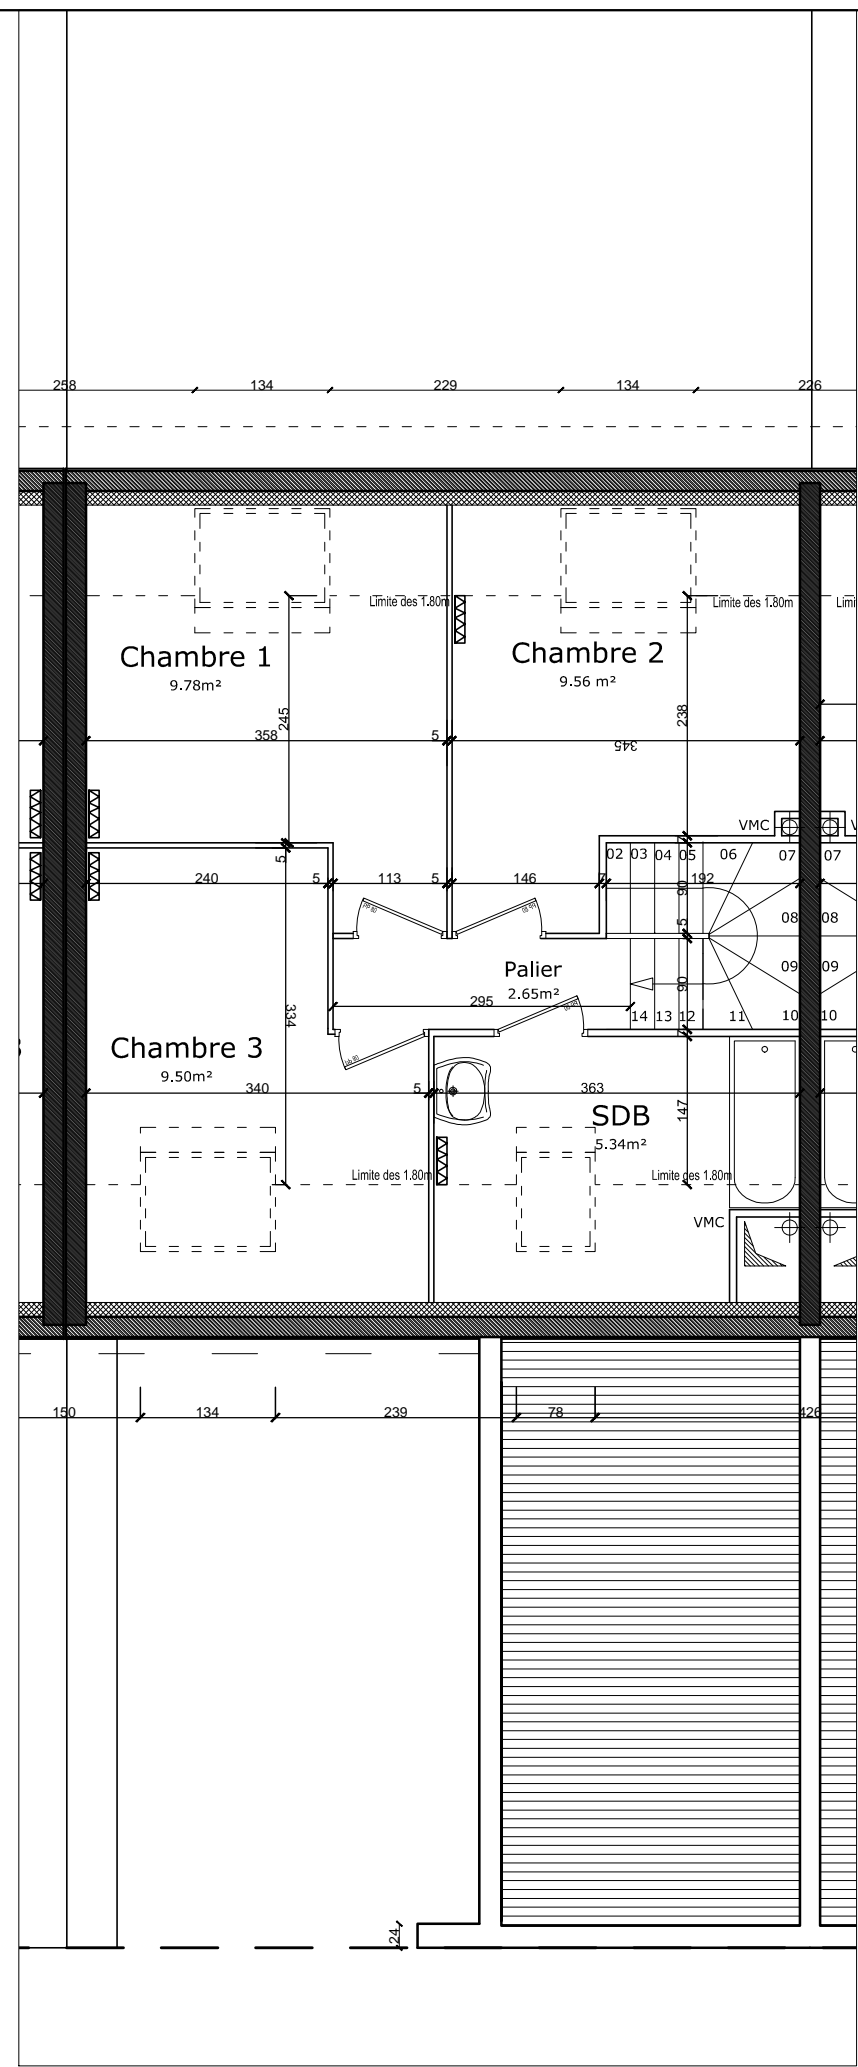 258 134 229 134 226
Limite des 1.80m
Limite des 1.80m
Limi
Chambre 1
9.78m²
Chambre 2
9.56 m²
245
238
358 5
345
VMC
V
02 03 04 05 06 07 07
5
240 5 113 5 146 7 192
90
08 08
5
Palier
2.65m²
09 09
90
295
334
14 13 12 11 10 10
7
Chambre 3
9.50m²
340 5 363
147
SDB
5.34m²
Limite des 1.80m
Limite des 1.80m
VMC
150 134 239 78 426
24